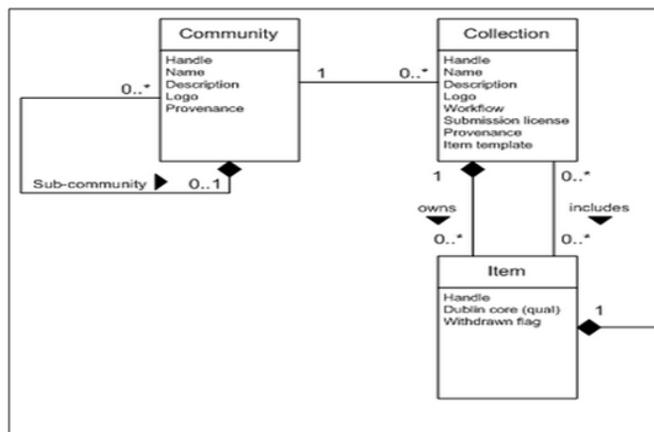 Community
Handle
Name
Description
Logo
Provenance
Collection
Handle
Name
Description
Logo
Workflow
Submission license
Provenance
Item template
1
0..*
0..*
Sub-community
0..1
1
0..*
owns
includes
0..*
0..*
Item
Handle
Dublin core (qual)
Withdrawn flag
1